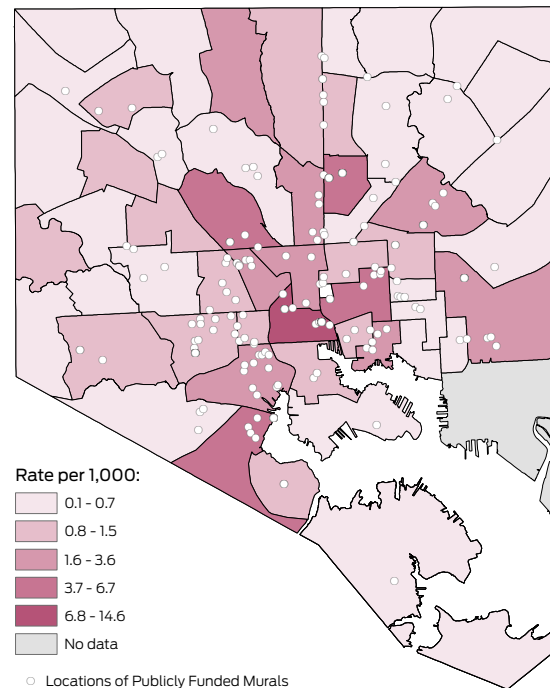 Rate per 1,000:
0.1 - 0.7
0.8 - 1.5
1.6 - 3.6
3.7 - 6.7
6.8 - 14.6
No data
Locations of Publicly Funded Murals